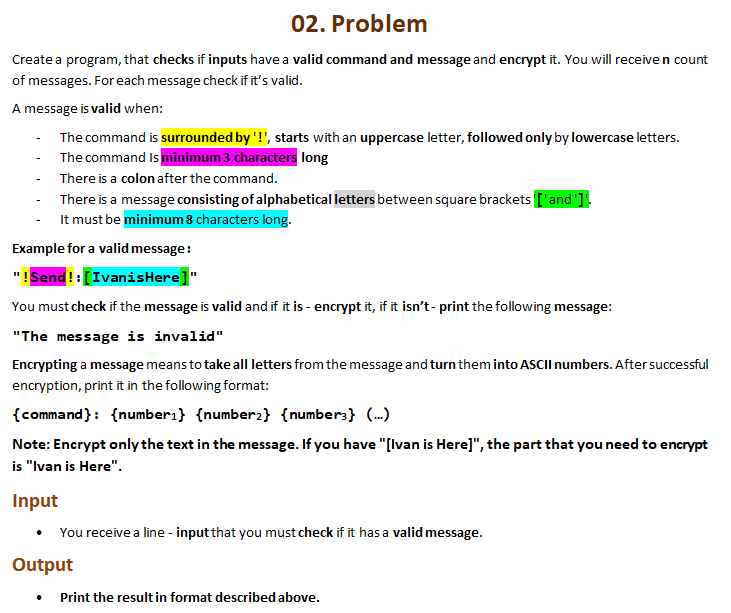 02. Problem
Create a program, that checks if inputs have a valid command and message and encrypt it. You will receive n count
of messages. For each message check if it's valid.
A message is valid when:
- The command is surrounded by '!', starts with an uppercase letter, followed only by lowercase letters.
- The command Is minimum 3 characters long
- There is a colon after the command.
- There is a message consisting of alphabetical letters between square brackets '[' and ']'.
- It must be minimum 8 characters long.
Example for a valid message:
"!Send!:[IvanisHere]"
You must check if the message is valid and if it is - encrypt it, if it isn't - print the following message:
"The message is invalid"
Encrypting a message means to take all letters from the message and turn them into ASCII numbers. After successful
encryption, print it in the following format:
{command}: {number₁} {number₂} {number₃} (…)
Note: Encrypt only the text in the message. If you have "[Ivan is Here]", the part that you need to encrypt
is "Ivan is Here".
Input
• You receive a line - input that you must check if it has a valid message.
Output
• Print the result in format described above.